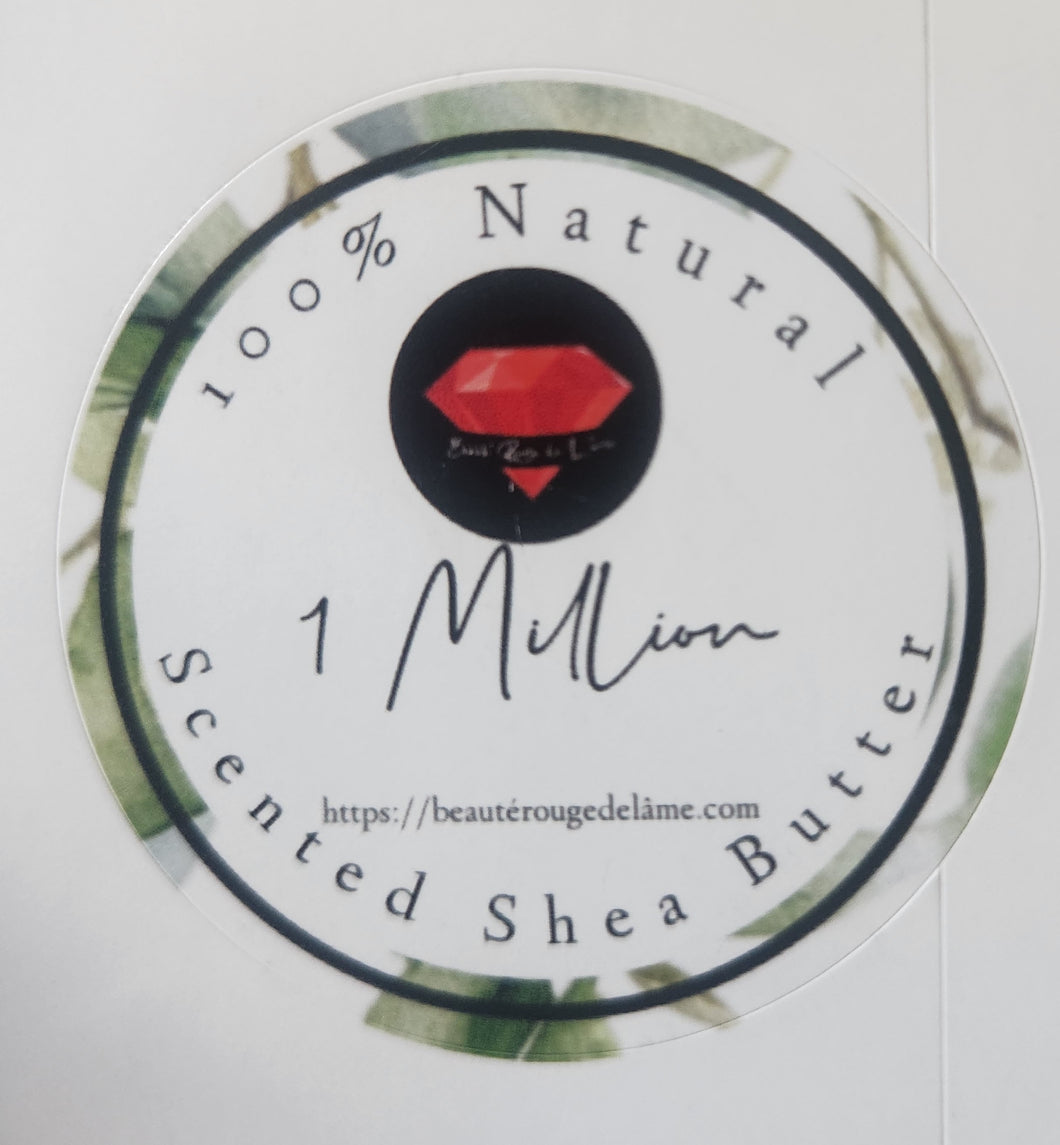 100% Natural
1 Million
https://beautérougedelâme.com
Scented Shea Butter